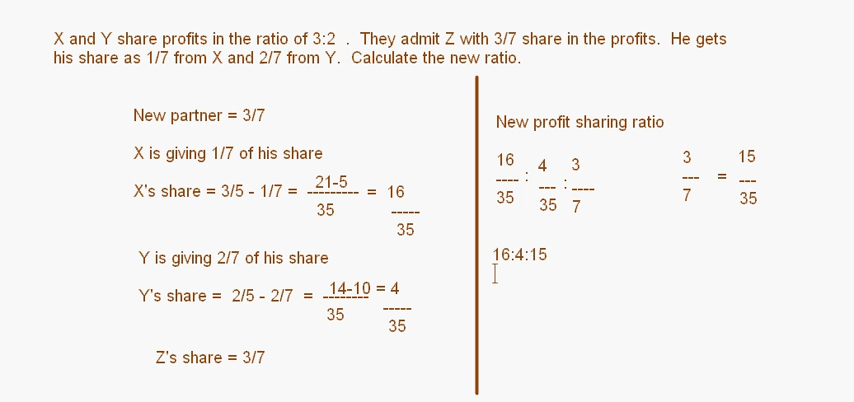 X and Y share profits in the ratio of 3:2 . They admit Z with 3/7 share in the profits. He gets
his share as 1/7 from X and 2/7 from Y. Calculate the new ratio.
New partner = 3/7
X is giving 1/7 of his share
X's share = 3/5 - 1/7 = 21-5 = 16
--------- -----
35 35
Y is giving 2/7 of his share
Y's share = 2/5 - 2/7 = 14-10 = 4
-------- -----
35 35
Z's share = 3/7
New profit sharing ratio
16 4 3
---- : --- : ----
35 35 7
3 15
--- = ---
7 35
16:4:15